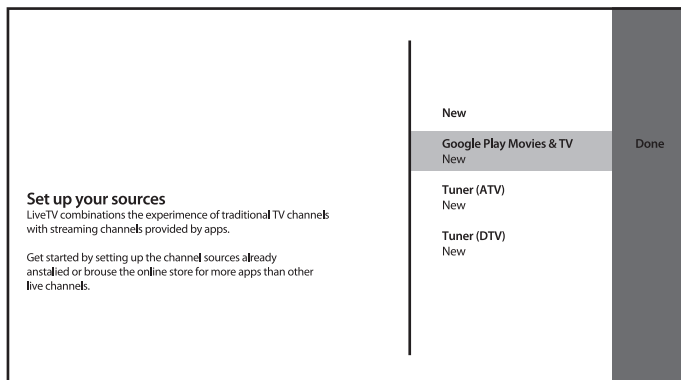 Set up your sources
LiveTV combinations the experimence of traditional TV channels
with streaming channels provided by apps.
Get started by setting up the channel sources already
anstalied or brouse the online store for more apps than other
live channels.
New
Google Play Movies & TV
New
Tuner (ATV)
New
Tuner (DTV)
New
Done